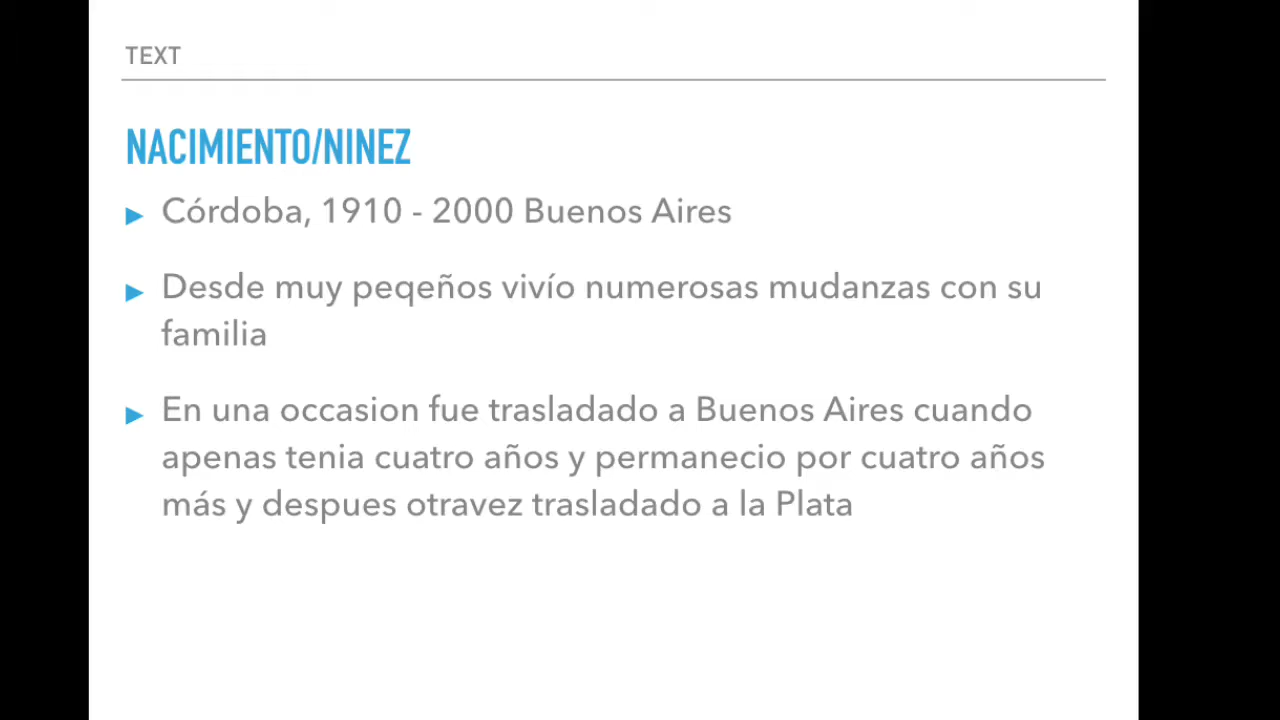 TEXT
NACIMIENTO/NINEZ
Córdoba, 1910 - 2000 Buenos Aires
Desde muy peqeños vivío numerosas mudanzas con su
familia
En una occasion fue trasladado a Buenos Aires cuando
apenas tenia cuatro años y permanecio por cuatro años
más y despues otravez trasladado a la Plata